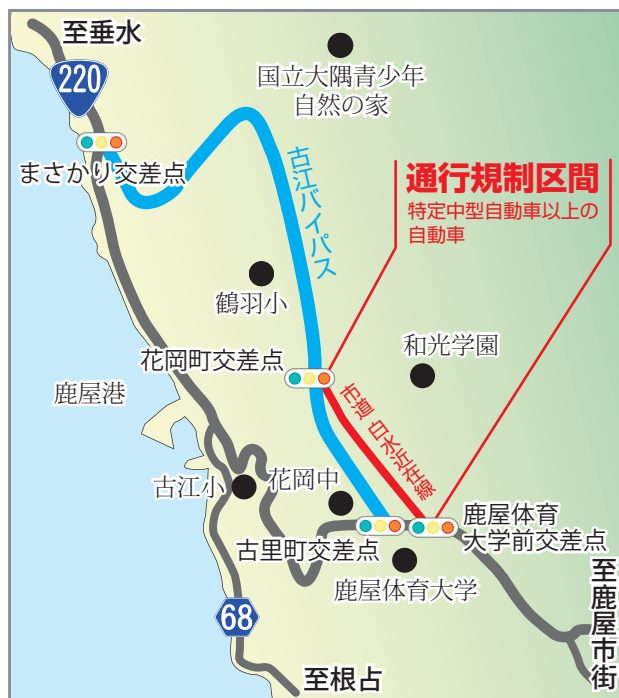 至垂水
220
国立大隅青少年
自然の家
まさかり交差点
古江バイパス
通行規制区間
特定中型自動車以上の
自動車
鶴羽小
花岡町交差点
和光学園
鹿屋港
市道 白水近在線
古江小
花岡中
鹿屋体育
大学前交差点
古里町交差点
鹿屋体育大学
至鹿屋市街
68
至根占